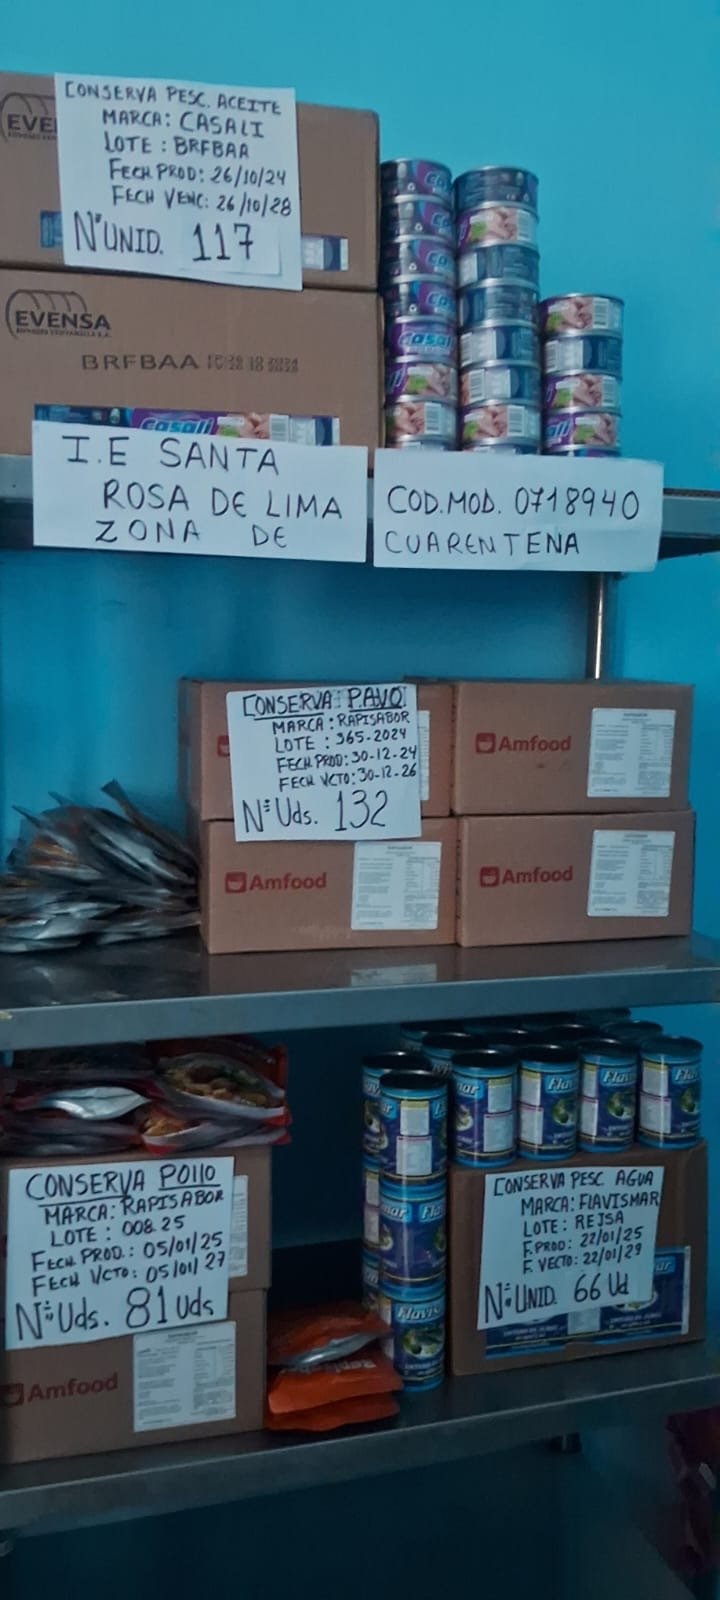 CONSERVA PESC. ACEITE
MARCA: CASALI
LOTE : BRFBAA
FECH PROD: 26/10/24
FECH VENC: 26/10/28
N° UNID. 117
EVENSA
BRFBAA
Casali
I.E SANTA
ROSA DE LIMA
ZONA DE
COD.MOD. 0718940
CUARENTENA
CONSERVA PAVO
MARCA: RAPISABOR
LOTE : 365-2024
FECH PROD: 30-12-24
FECH VCTO: 30-12-26
N° Uds. 132
Amfood
Amfood
Amfood
CONSERVA POllO
MARCA: RAPISABOR
LOTE : 008.25
FECH. PROD.: 05/01/25
FECH VCTO: 05/01/27
N° Uds. 81 Uds
Amfood
CONSERVA PESC. AGUA
MARCA: FLAVISMAR
LOTE: REJSA
F.PROD: 22/01/25
F. VECTO: 22/01/29
N° UNID. 66 Ud